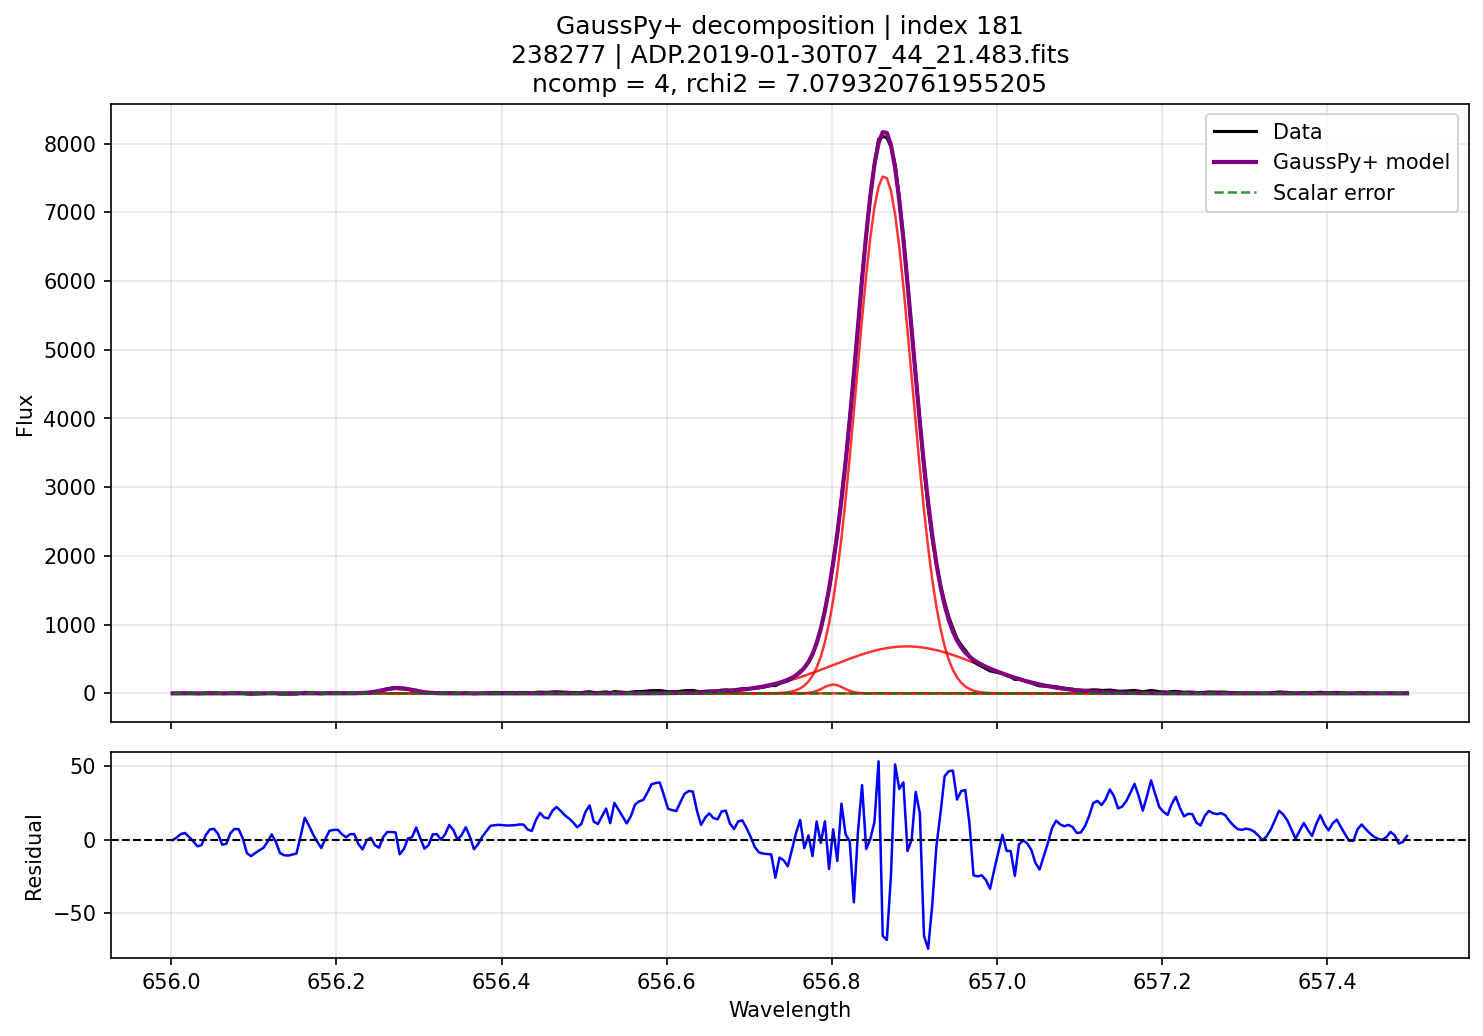 GaussPy+ decomposition | index 181
238277 | ADP.2019-01-30T07_44_21.483.fits
ncomp = 4, rchi2 = 7.079320761955205
Data
GaussPy+ model
Scalar error
8000
7000
6000
5000
4000
3000
2000
1000
0
Flux
50
0
−50
Residual
656.0
656.2
656.4
656.6
656.8
657.0
657.2
657.4
Wavelength